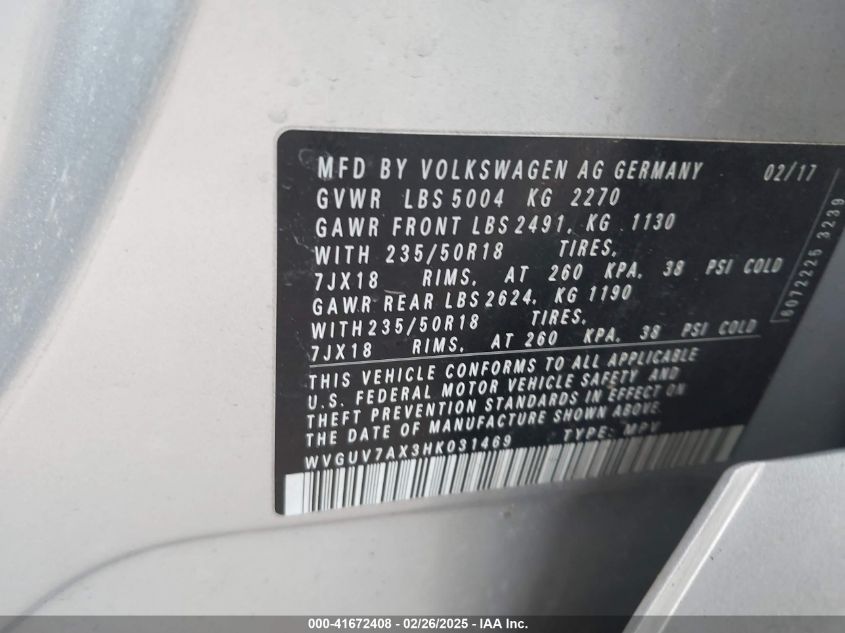 MFD BY VOLKSWAGEN AG GERMANY 02/17
GVWR LBS 5004 KG 2270
GAWR FRONT LBS 2491, KG 1130
WITH 235/50R18 TIRES,
7JX18 RIMS, AT 260 KPA, 38 PSI COLD
GAWR REAR LBS 2624, KG 1190
WITH 235/50R18 TIRES,
7JX18 RIMS, AT 260 KPA, 38 PSI COLD
THIS VEHICLE CONFORMS TO ALL APPLICABLE
U.S. FEDERAL MOTOR VEHICLE SAFETY AND
THEFT PREVENTION STANDARDS IN EFFECT ON
THE DATE OF MANUFACTURE SHOWN ABOVE.
WVGUV7AX3HK031469 TYPE: MPV
6072225 3239
000-41672408 - 02/26/2025 - IAA Inc.